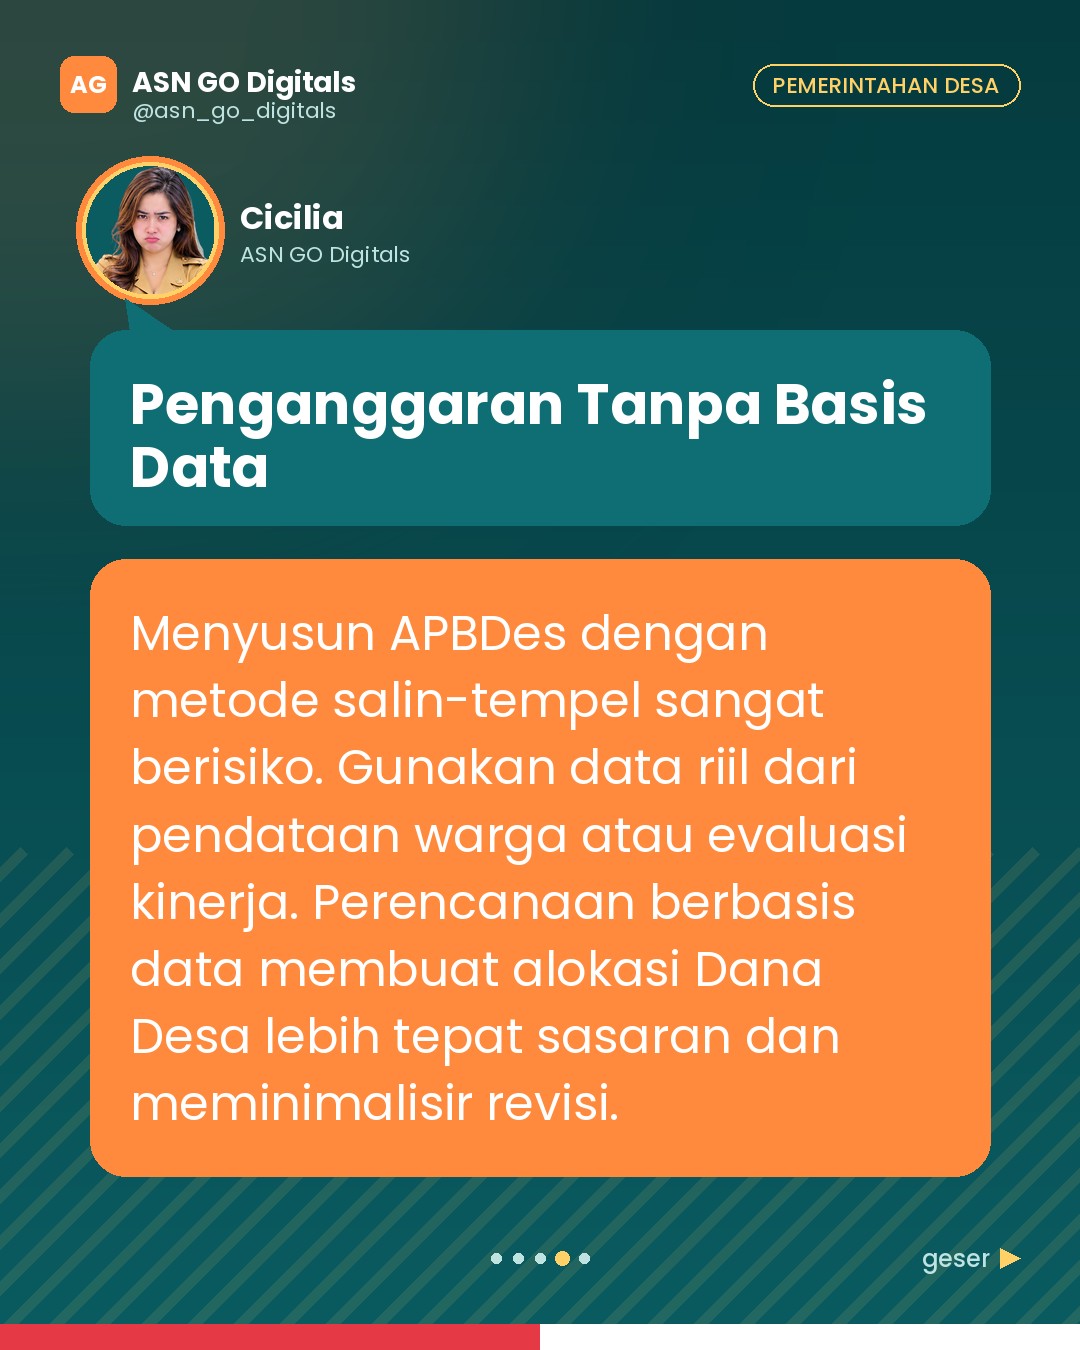 AG
ASN GO Digitals
@asn_go_digitals
PEMERINTAHAN DESA
Cicilia
ASN GO Digitals
Penganggaran Tanpa Basis
Data
Menyusun APBDes dengan
metode salin-tempel sangat
berisiko. Gunakan data riil dari
pendataan warga atau evaluasi
kinerja. Perencanaan berbasis
data membuat alokasi Dana
Desa lebih tepat sasaran dan
meminimalisir revisi.
geser